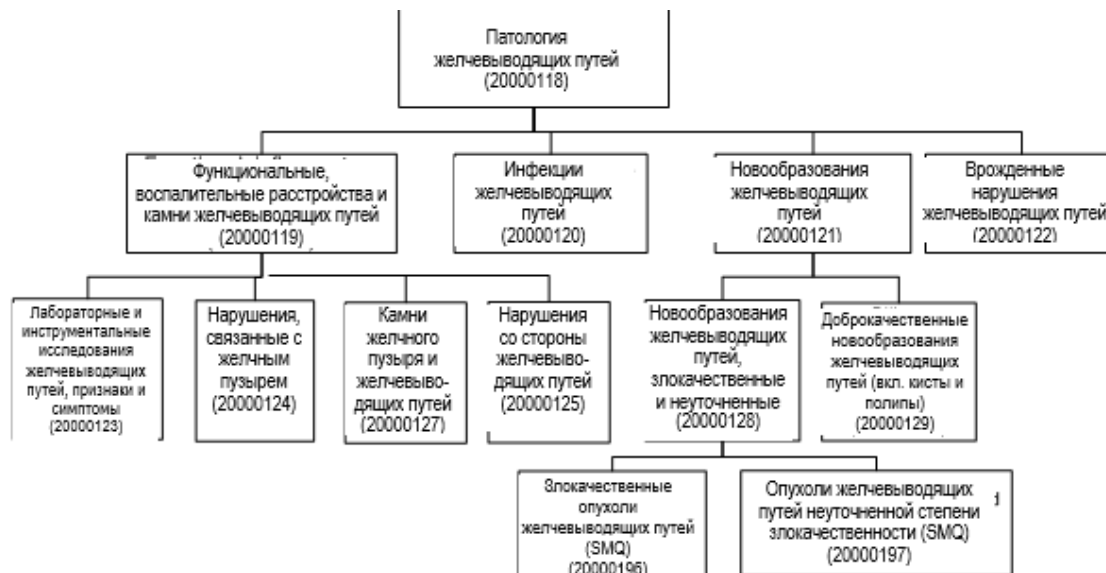 Патология
желчевыводящих путей
(20000118)
Функциональные,
воспалительные расстройства и
камни желчевыводящих путей
(20000119)
Инфекции
желчевыводящих
путей
(20000120)
Новообразования
желчевыводящих
путей
(20000121)
Врожденные
нарушения
желчевыводящих путей
(20000122)
Лабораторные и
инструментальные
исследования
желчевыводящих
путей, признаки и
симптомы
(20000123)
Нарушения,
связанные с
желчным
пузырем
(20000124)
Камни
желчного
пузыря и
желчевыво-
дящих путей
(20000127)
Нарушения
со стороны
желчевыво-
дящих путей
(20000125)
Новообразования
желчевыводящих
путей,
злокачественные
и неуточненные
(20000128)
Доброкачественные
новообразования
желчевыводящих
путей (вкл. кисты и
полипы)
(20000129)
Злокачественные
опухоли
желчевыводящих путей
(SMQ)
(20000196)
Опухоли желчевыводящих
путей неуточненной степени
злокачественности (SMQ)
(20000197)